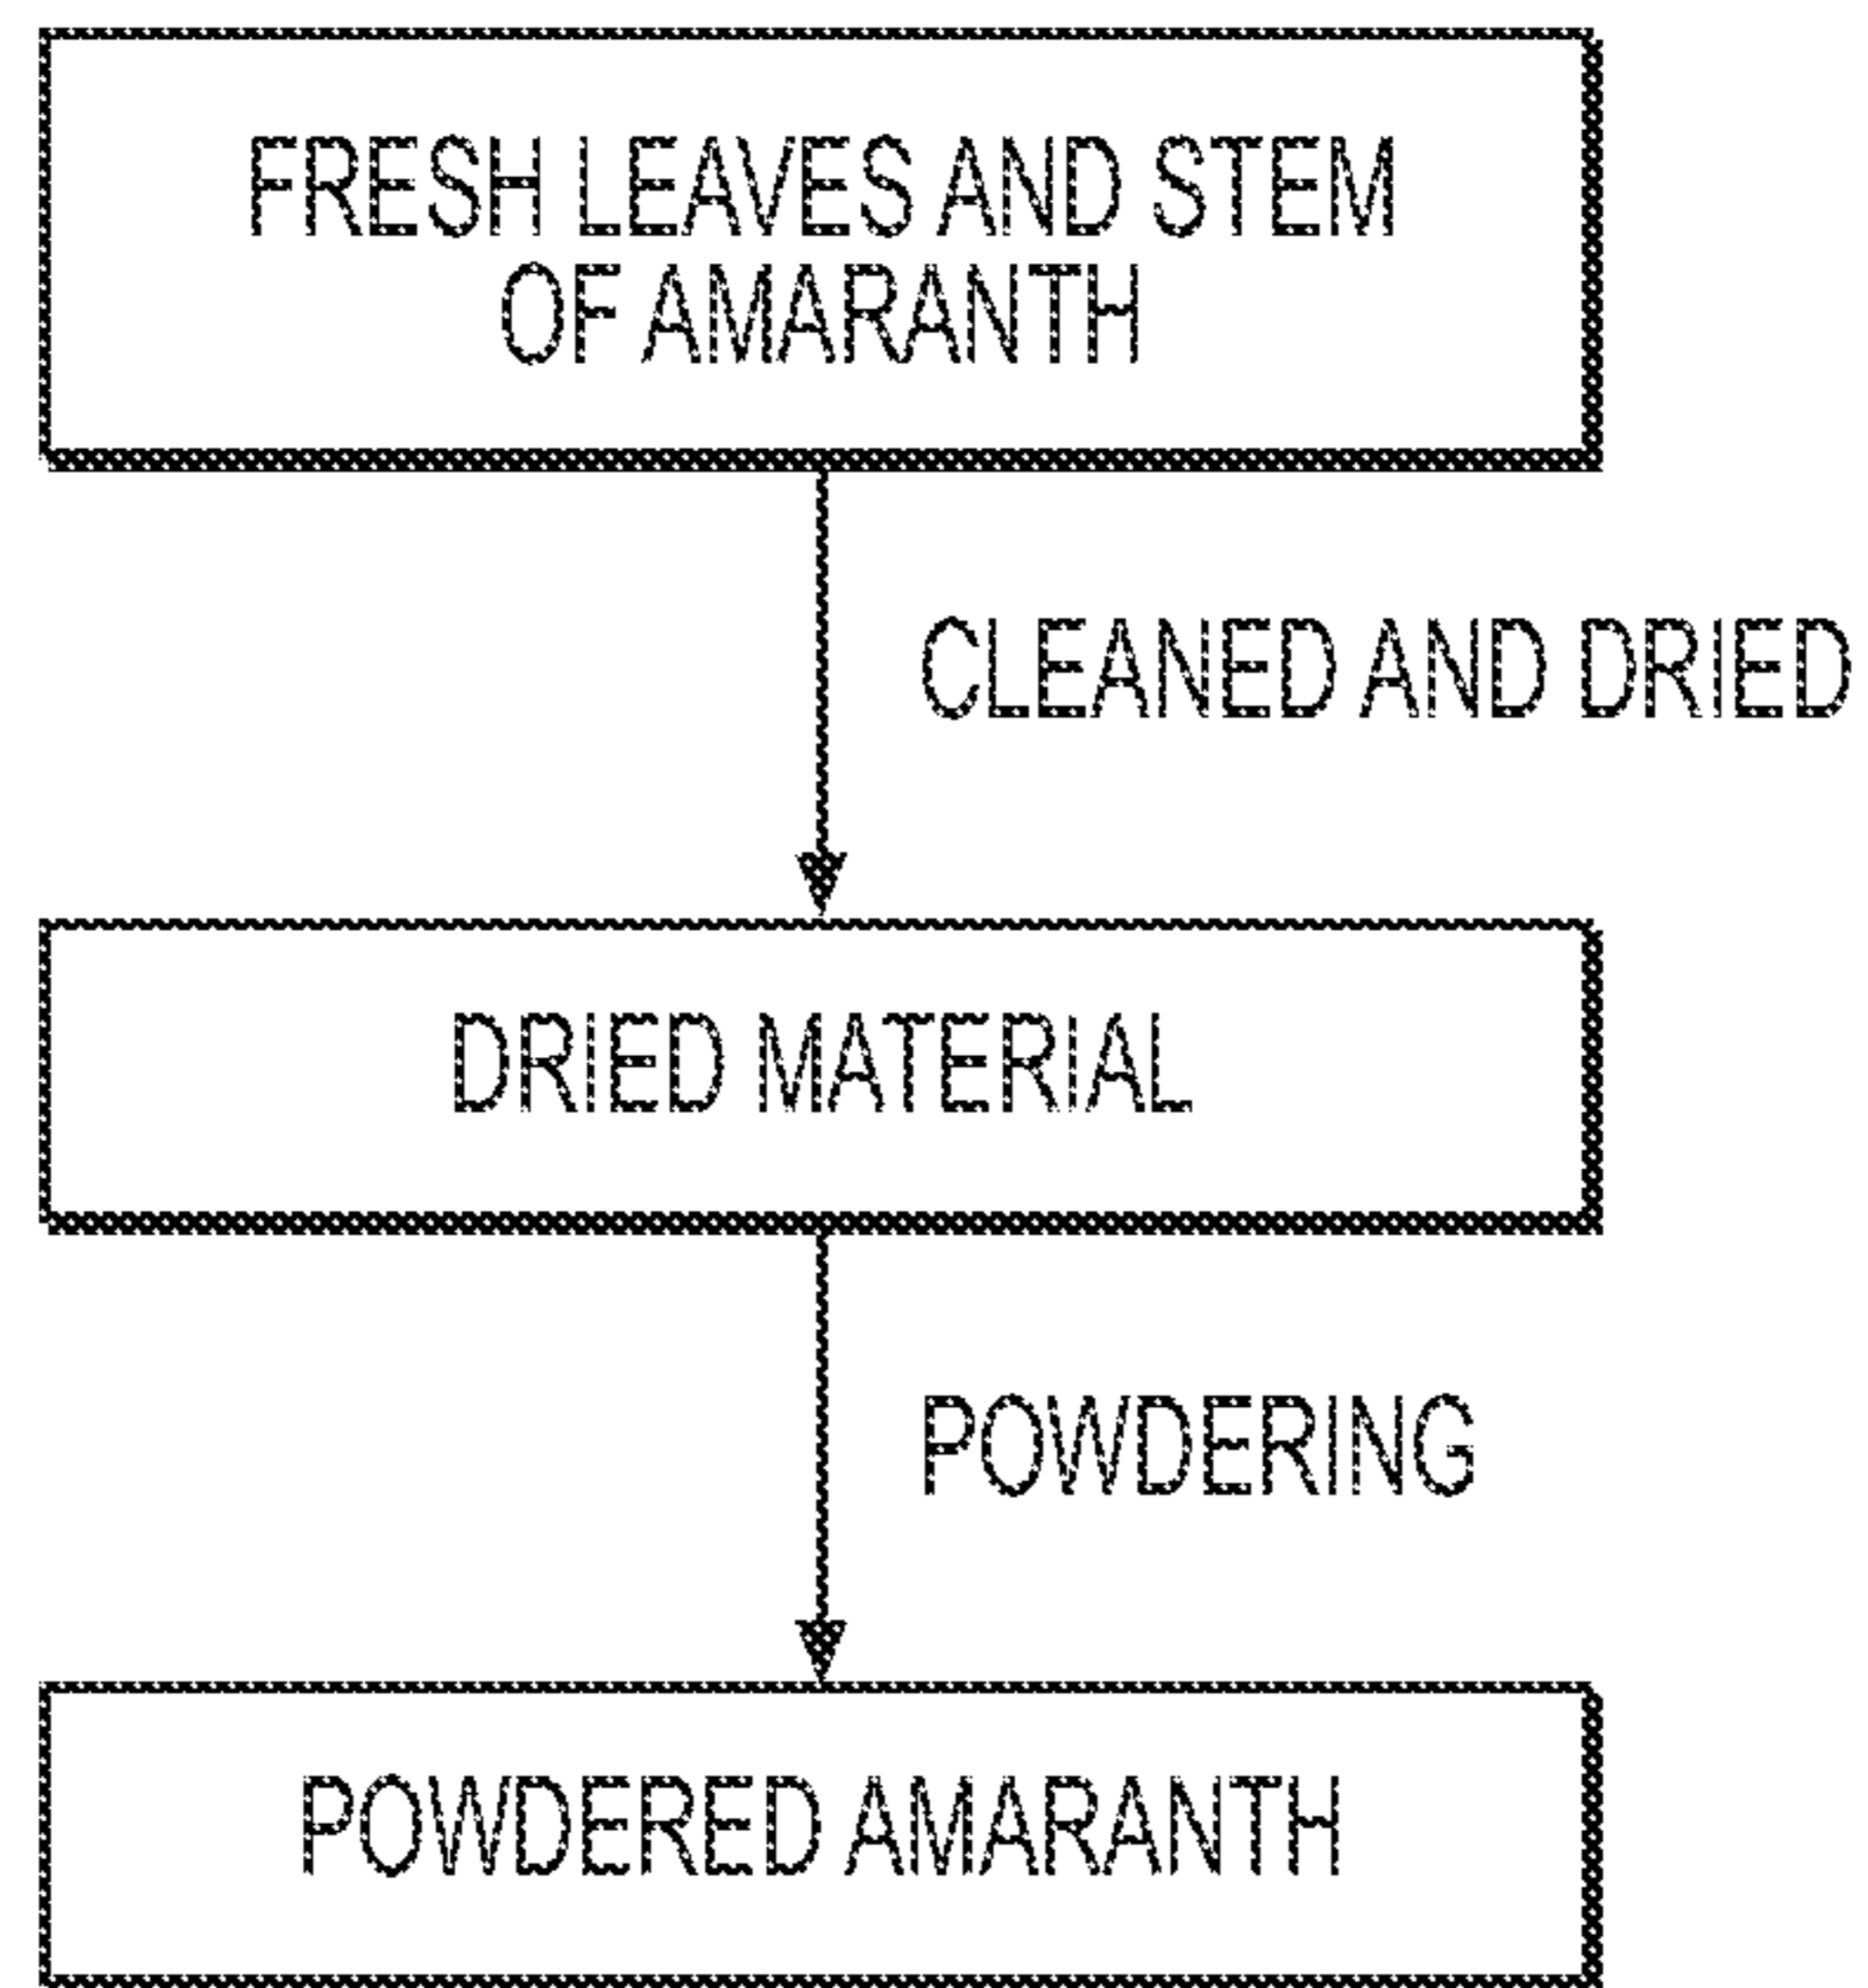 FRESH LEAVES AND STEM
OF AMARANTH
CLEANED AND DRIED
DRIED MATERIAL
POWDERING
POWDERED AMARANTH